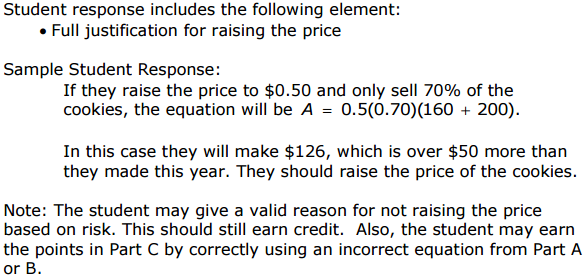 Student response includes the following element:
• Full justification for raising the price
Sample Student Response:
If they raise the price to $0.50 and only sell 70% of the
cookies, the equation will be A = 0.5(0.70)(160 + 200).
In this case they will make $126, which is over $50 more than
they made this year. They should raise the price of the cookies.
Note: The student may give a valid reason for not raising the price
based on risk. This should still earn credit.  Also, the student may earn
the points in Part C by correctly using an incorrect equation from Part A
or B.